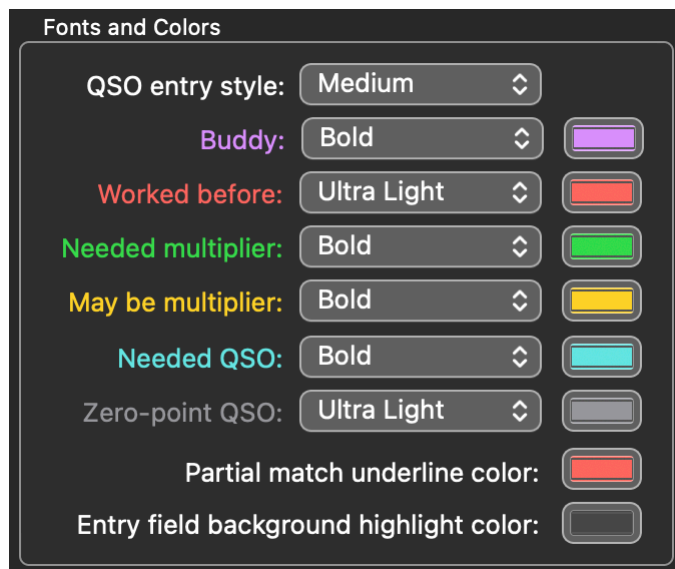 Fonts and Colors
QSO entry style: Medium
Buddy: Bold
Worked before: Ultra Light
Needed multiplier: Bold
May be multiplier: Bold
Needed QSO: Bold
Zero-point QSO: Ultra Light
Partial match underline color:
Entry field background highlight color: